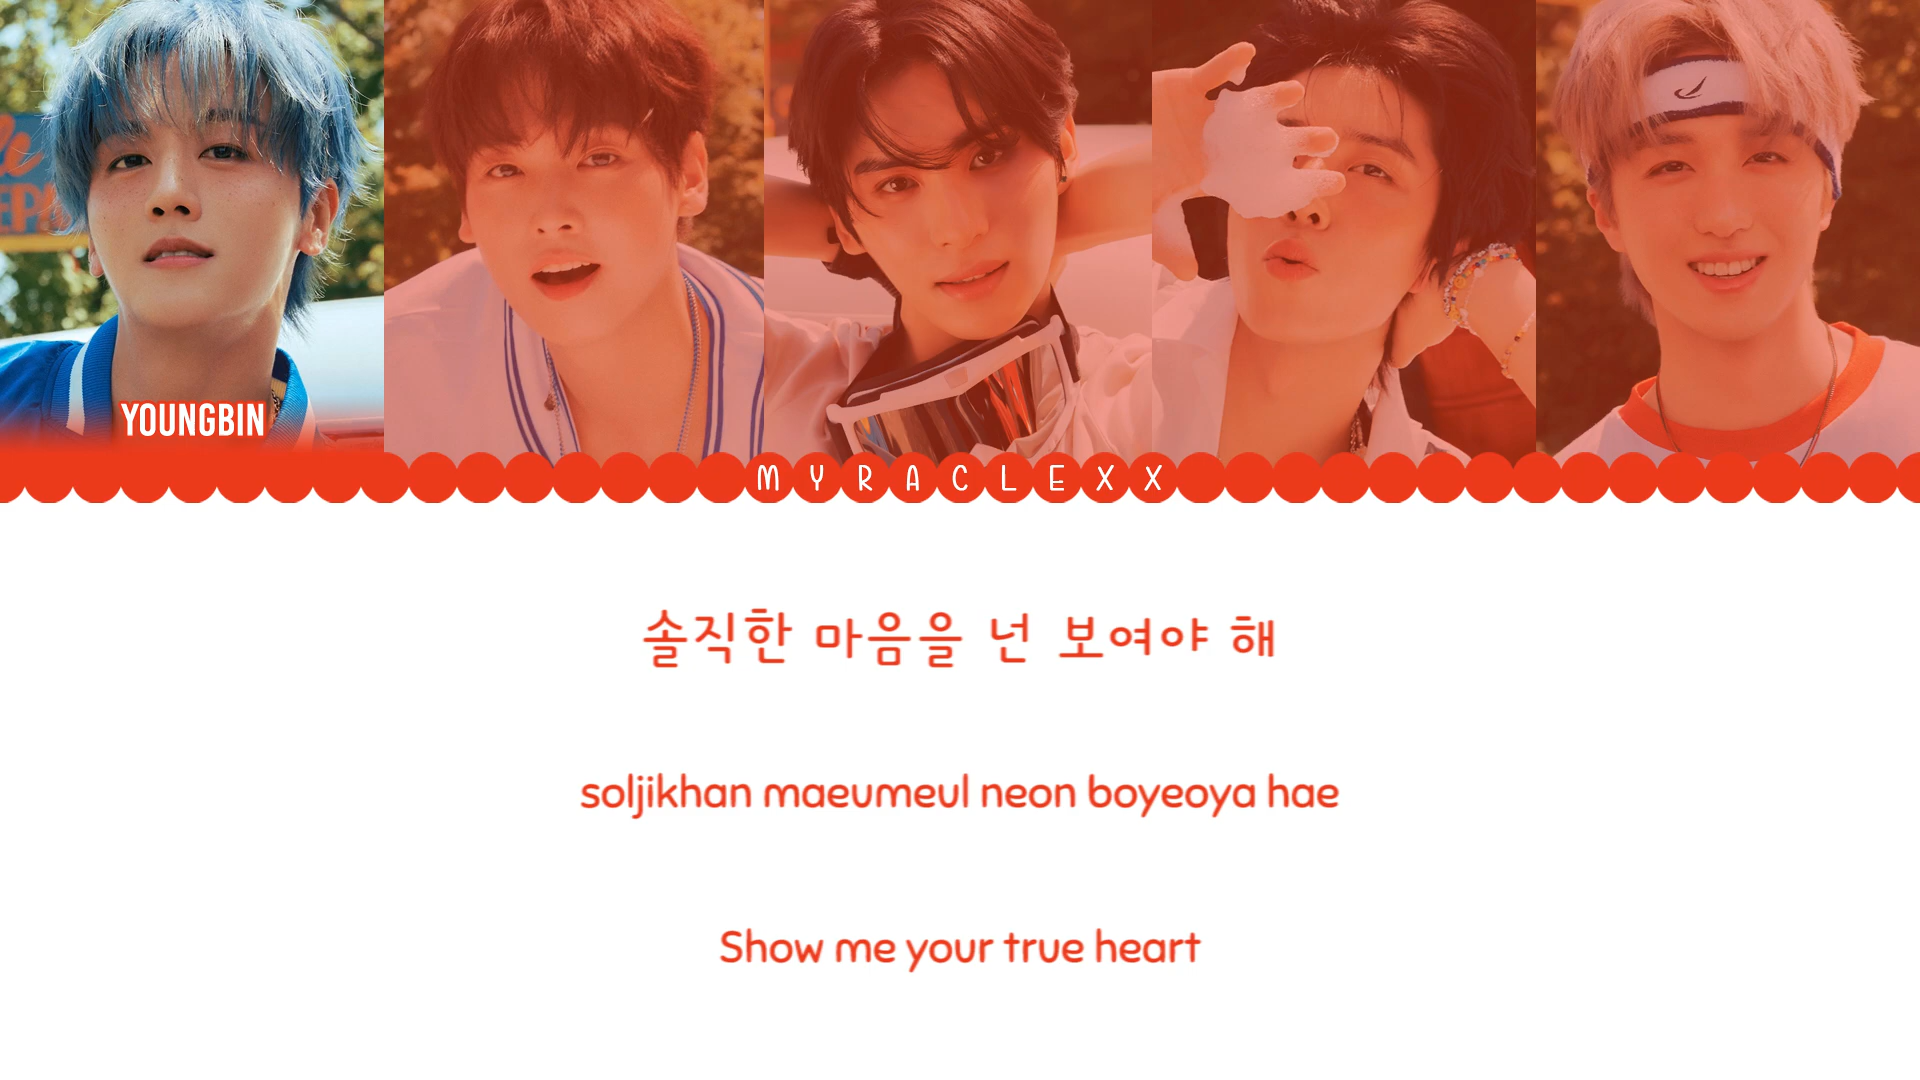 YOUNGBIN
MYRACLEXX
솔직한 마음을 넌 보여야 해
soljikhan maeumeul neon boyeoya hae
Show me your true heart